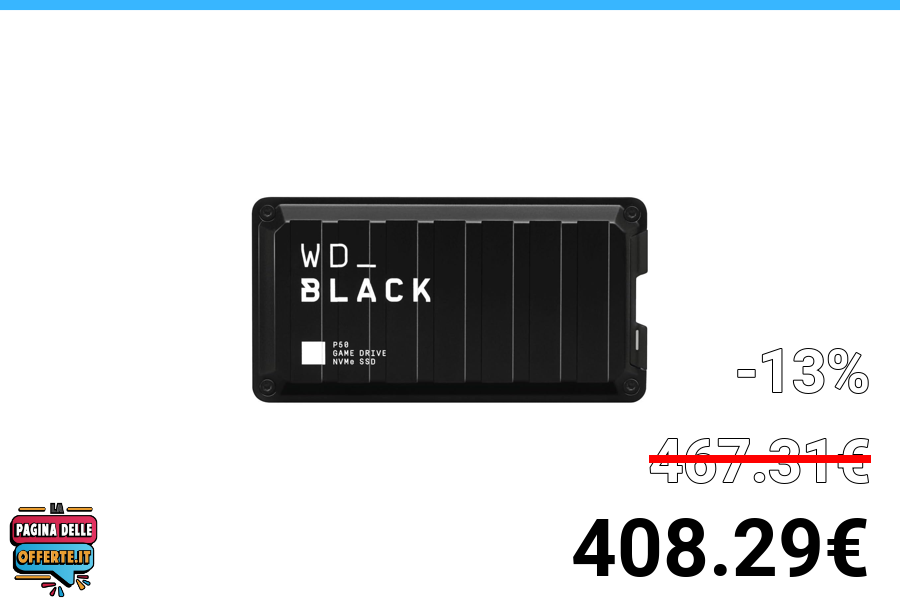 WD_
BLACK
P50
GAME DRIVE
NVMe SSD
-13%
467.31€
408.29€
LA
PAGINA DELLE
OFFERTE.IT